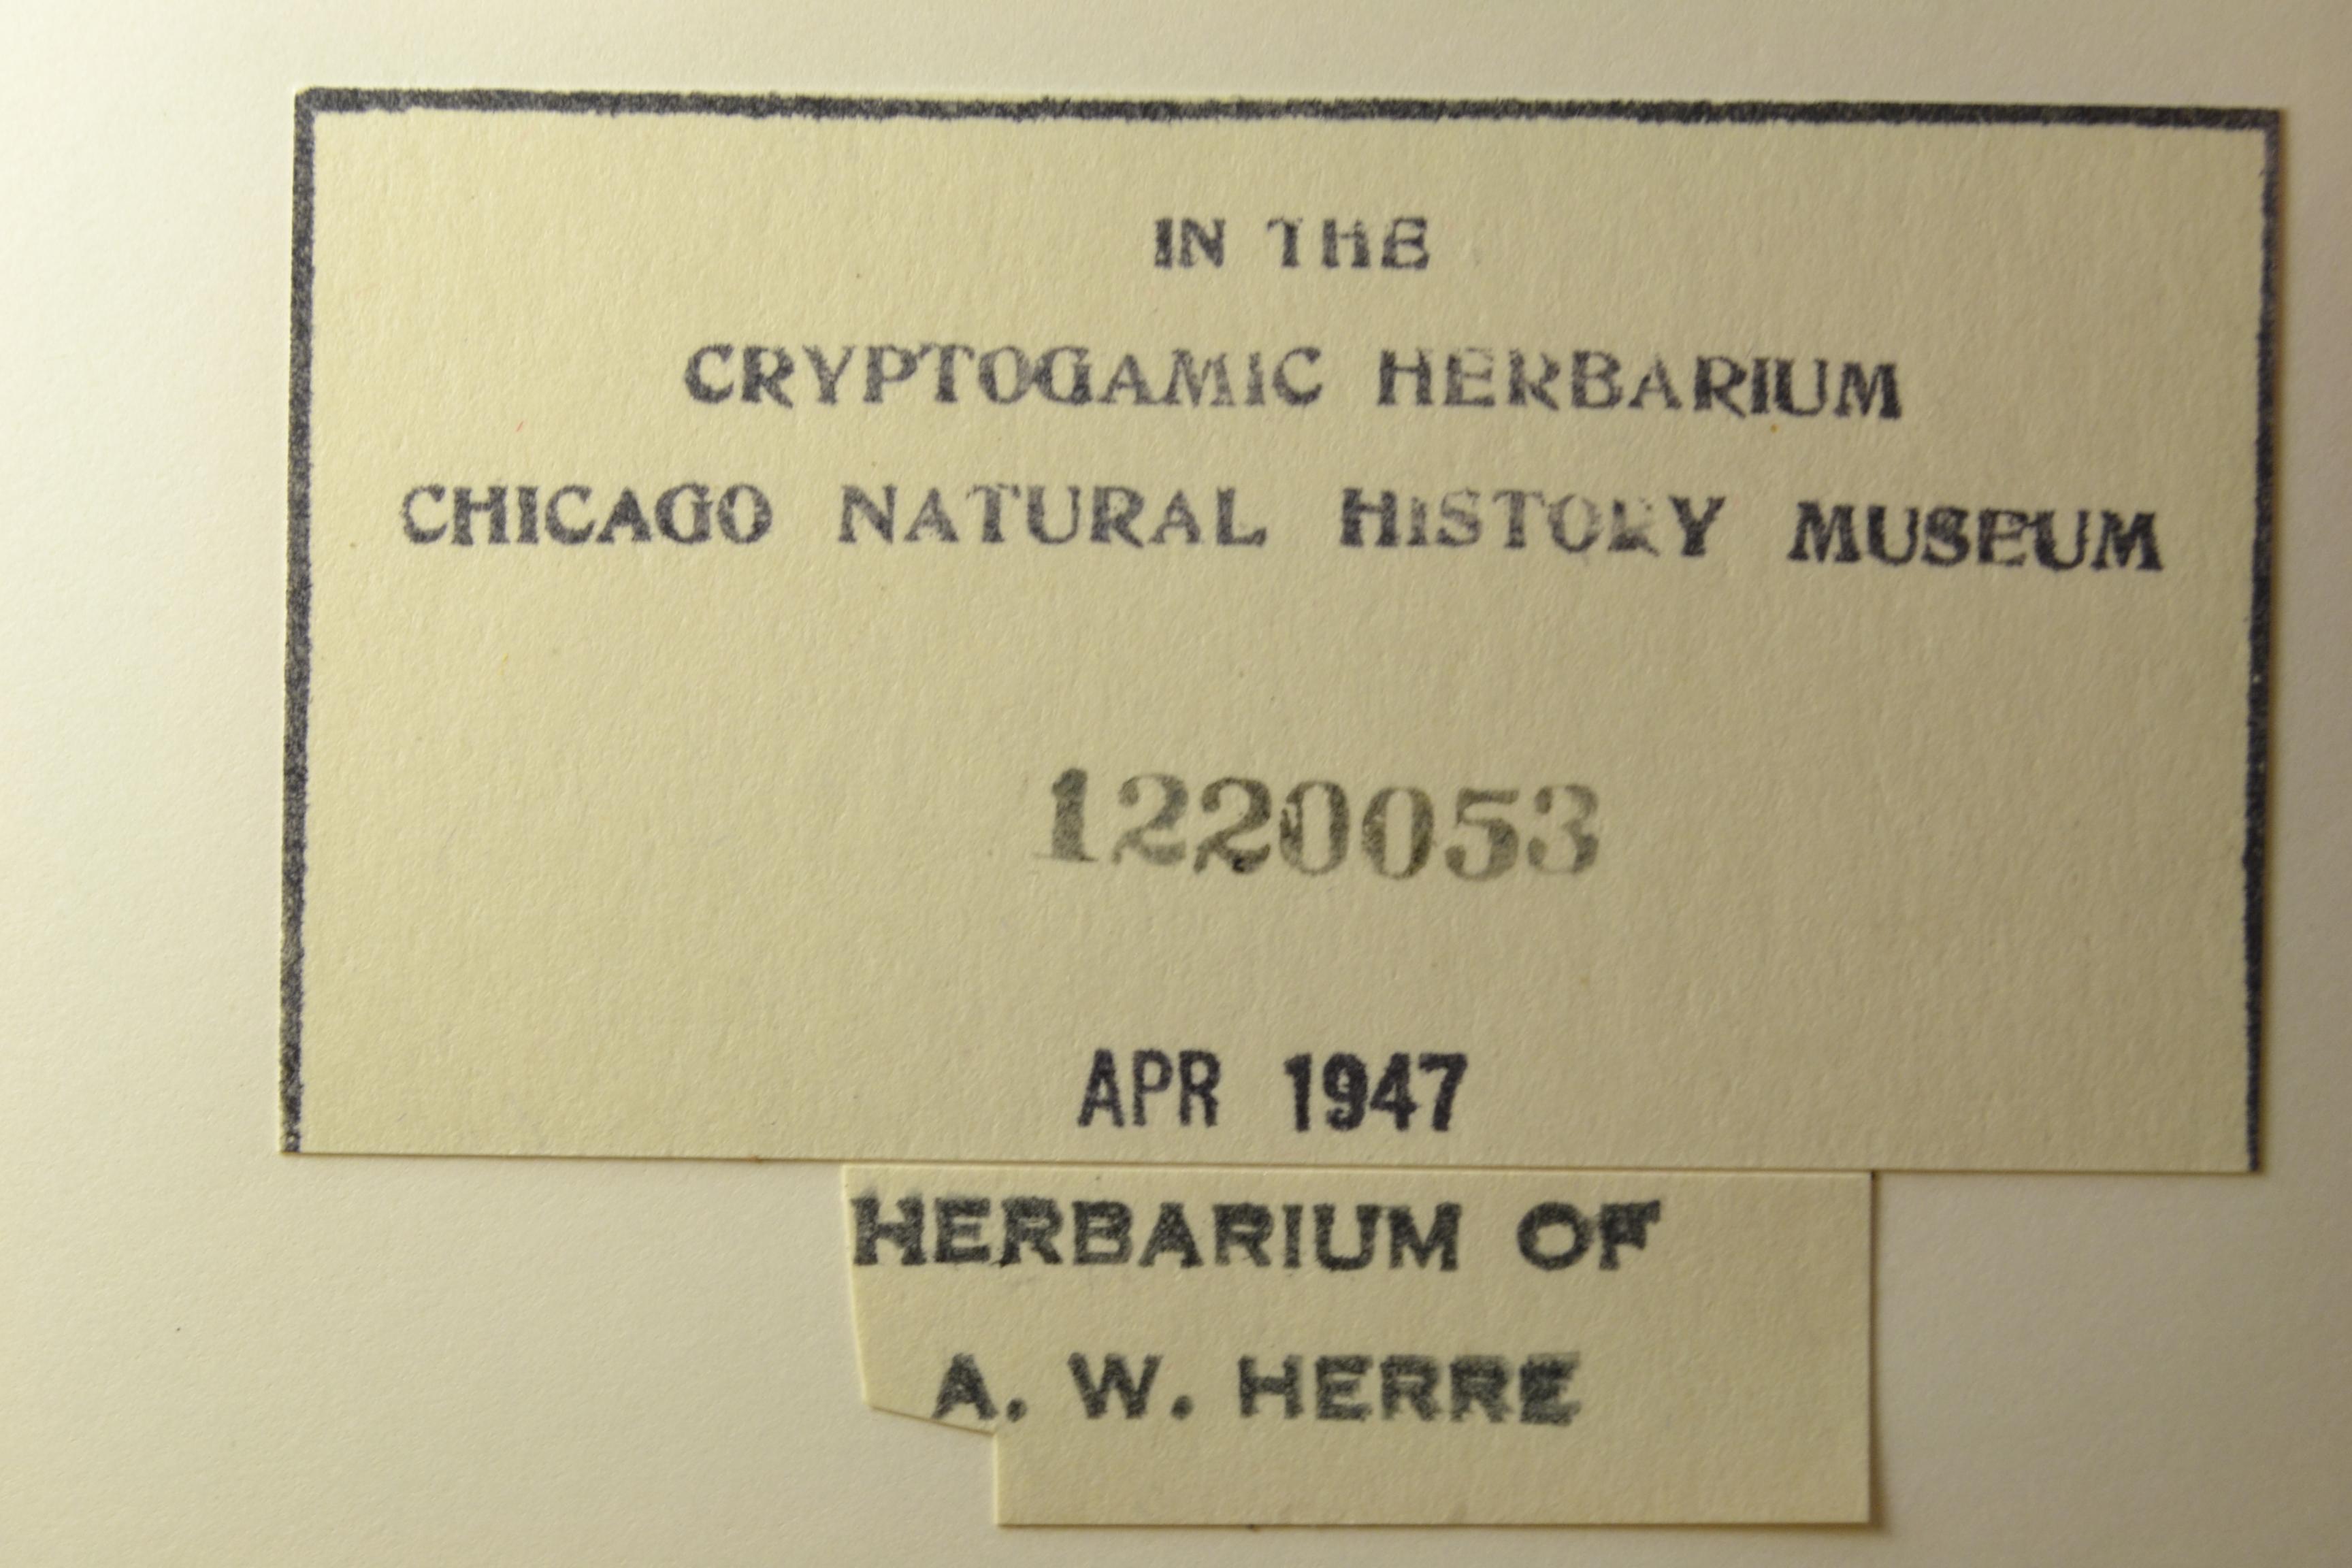 IN THE
CRYPTOGAMIC HERBARIUM
CHICAGO NATURAL HISTORY MUSEUM
1220053
APR 1947
HERBARIUM OF
A. W. HERRE